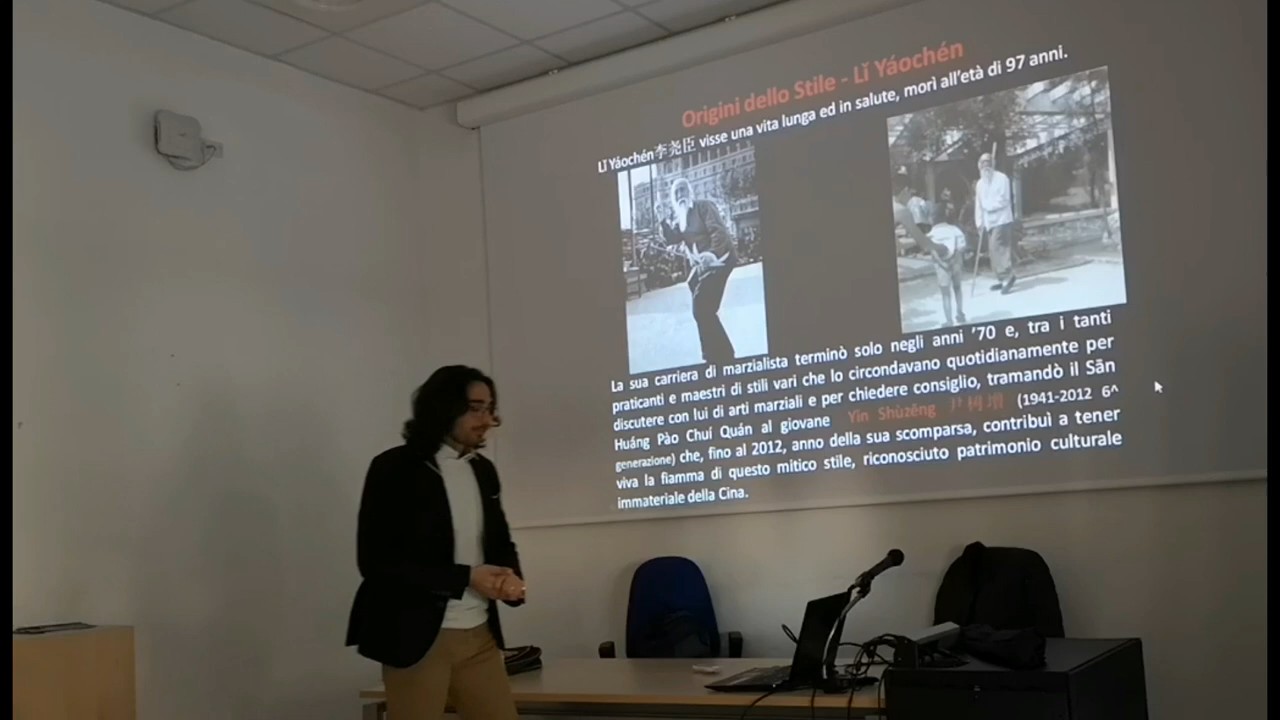 Origini dello Stile - Lǐ Yáochén
Lǐ Yáochén李尧臣 visse una vita lunga ed in salute, morì all'età di 97 anni.
La sua carriera di marzialista terminò solo negli anni '70 e, tra i tanti
praticanti e maestri di stili vari che lo circondavano quotidianamente per
discutere con lui di arti marziali e per chiedere consiglio, tramandò il Sān
Huáng Pào Chuí Quán al giovane Yǐn Shùzēng 尹树增 (1941-2012 6^
generazione) che, fino al 2012, anno della sua scomparsa, contribuì a tener
viva la fiamma di questo mitico stile, riconosciuto patrimonio culturale
immateriale della Cina.